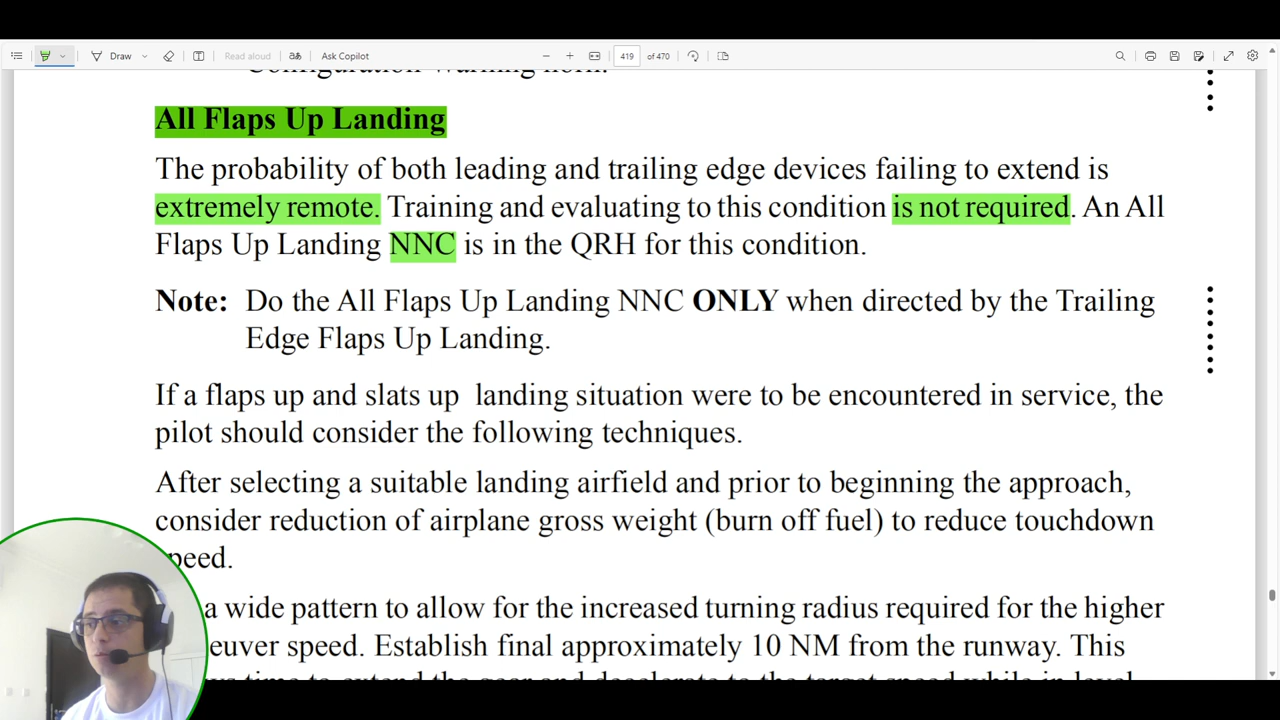 Draw
Read aloud
aあ
Ask Copilot
419 of 470
All Flaps Up Landing
The probability of both leading and trailing edge devices failing to extend is
extremely remote. Training and evaluating to this condition is not required. An All
Flaps Up Landing NNC is in the QRH for this condition.
Note: Do the All Flaps Up Landing NNC ONLY when directed by the Trailing
Edge Flaps Up Landing.
If a flaps up and slats up landing situation were to be encountered in service, the
pilot should consider the following techniques.
After selecting a suitable landing airfield and prior to beginning the approach,
consider reduction of airplane gross weight (burn off fuel) to reduce touchdown
peed.
a wide pattern to allow for the increased turning radius required for the higher
euver speed. Establish final approximately 10 NM from the runway. This